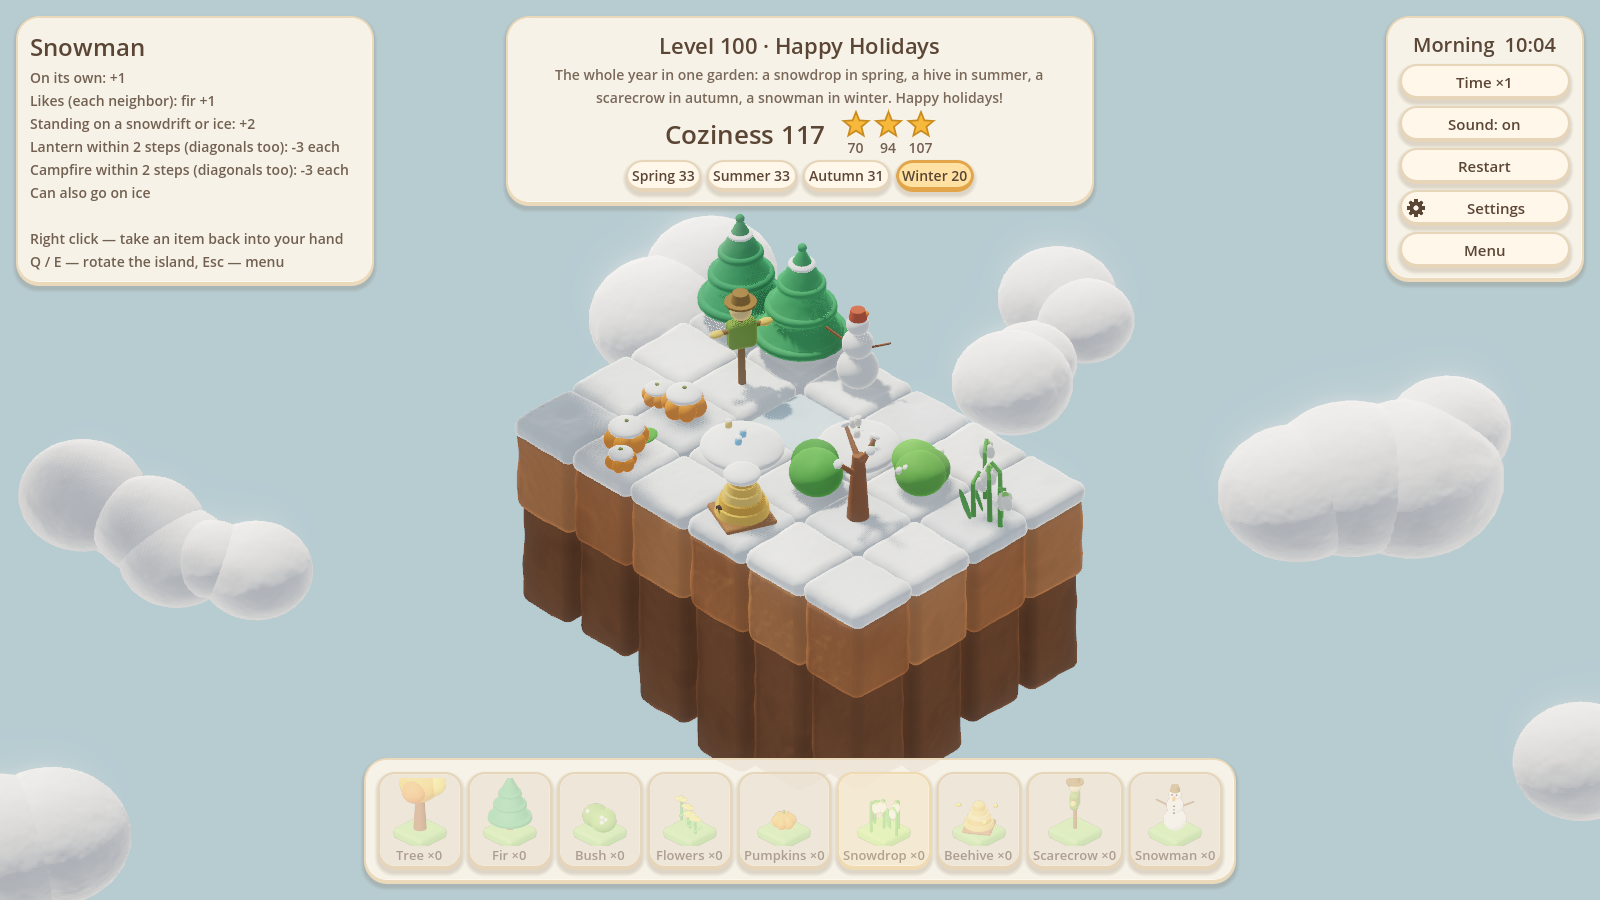 Snowman
On its own: +1
Likes (each neighbor): fir +1
Standing on a snowdrift or ice: +2
Lantern within 2 steps (diagonals too): -3 each
Campfire within 2 steps (diagonals too): -3 each
Can also go on ice
Right click — take an item back into your hand
Q / E — rotate the island, Esc — menu
Level 100 · Happy Holidays
The whole year in one garden: a snowdrop in spring, a hive in summer, a
scarecrow in autumn, a snowman in winter. Happy holidays!
Coziness 117
70 94 107
Spring 33 Summer 33 Autumn 31 Winter 20
Morning 10:04
Time ×1
Sound: on
Restart
Settings
Menu
Tree ×0 Fir ×0 Bush ×0 Flowers ×0 Pumpkins ×0 Snowdrop ×0 Beehive ×0 Scarecrow ×0 Snowman ×0